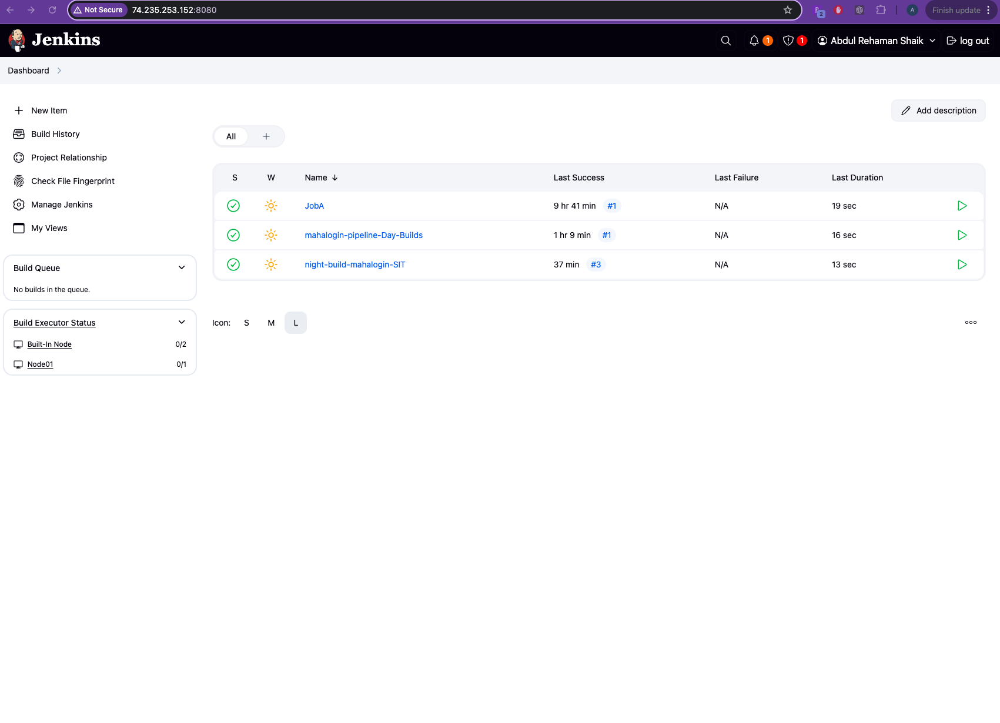 Not Secure 74.235.253.152:8080 2 A Finish update
Jenkins 1 1 Abdul Rehaman Shaik log out
Dashboard
New Item
Build History
Project Relationship
Check File Fingerprint
Manage Jenkins
My Views
Build Queue
No builds in the queue.
Build Executor Status
Built-In Node 0/2
Node01 0/1
Add description
All +
S W Name ↓ Last Success Last Failure Last Duration
JobA 9 hr 41 min #1 N/A 19 sec
mahalogin-pipeline-Day-Builds 1 hr 9 min #1 N/A 16 sec
night-build-mahalogin-SIT 37 min #3 N/A 13 sec
Icon: S M L